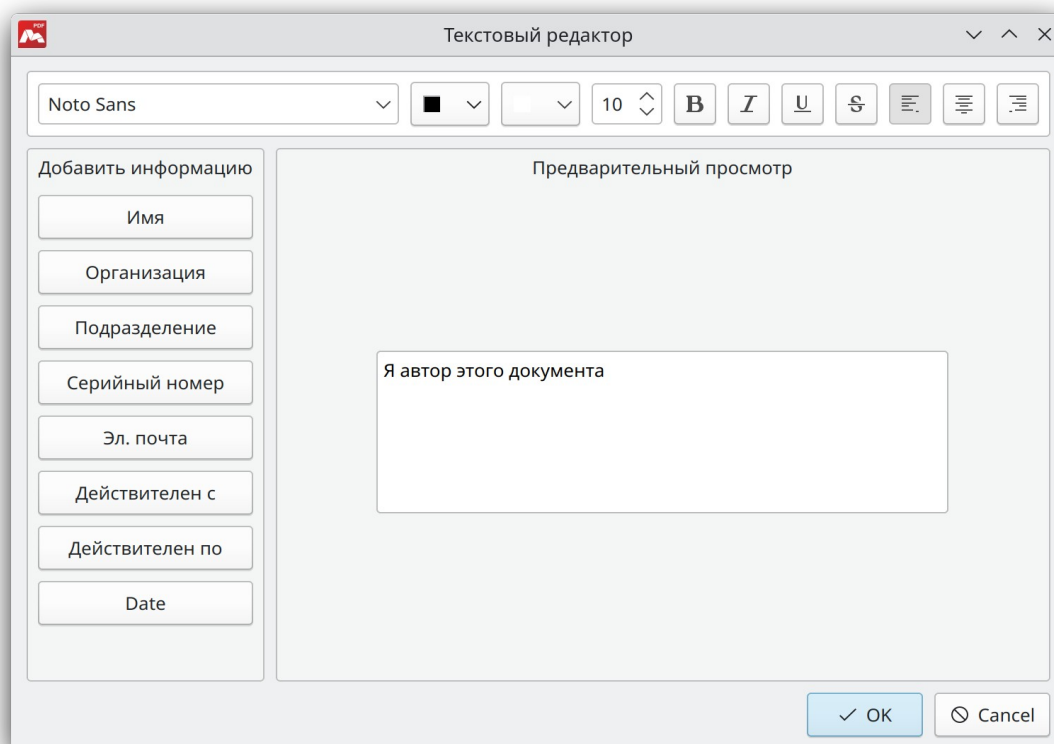 PDF
Текстовый редактор
Noto Sans
10
B I U S
Добавить информацию
Предварительный просмотр
Имя
Организация
Подразделение
Серийный номер
Эл. почта
Действителен с
Действителен по
Date
Я автор этого документа
OK
Cancel